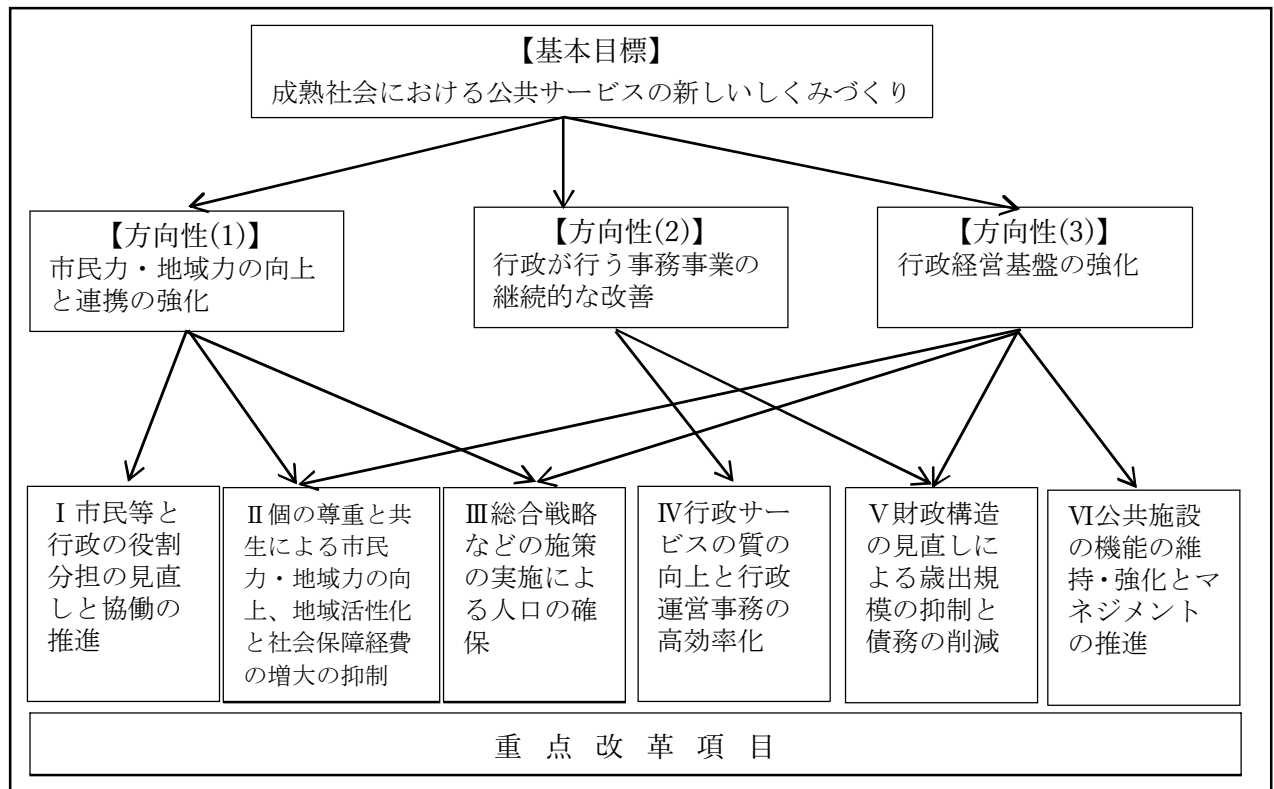 【基本目標】
成熟社会における公共サービスの新しいしくみづくり
【方向性(1)】
市民力・地域力の向上
と連携の強化
【方向性(2)】
行政が行う事務事業の
継続的な改善
【方向性(3)】
行政経営基盤の強化
Ⅰ市民等と
行政の役割
分担の見直
しと協働の
推進
Ⅱ個の尊重と共
生による市民
力・地域力の向
上、地域活性化
と社会保障経費
の増大の抑制
Ⅲ総合戦略
などの施策
の実施によ
る人口の確
保
Ⅳ行政サー
ビスの質の
向上と行政
運営事務の
高効率化
Ⅴ財政構造
の見直しに
よる歳出規
模の抑制と
債務の削減
Ⅵ公共施設
の機能の維
持・強化とマ
ネジメント
の推進
重 点 改 革 項 目